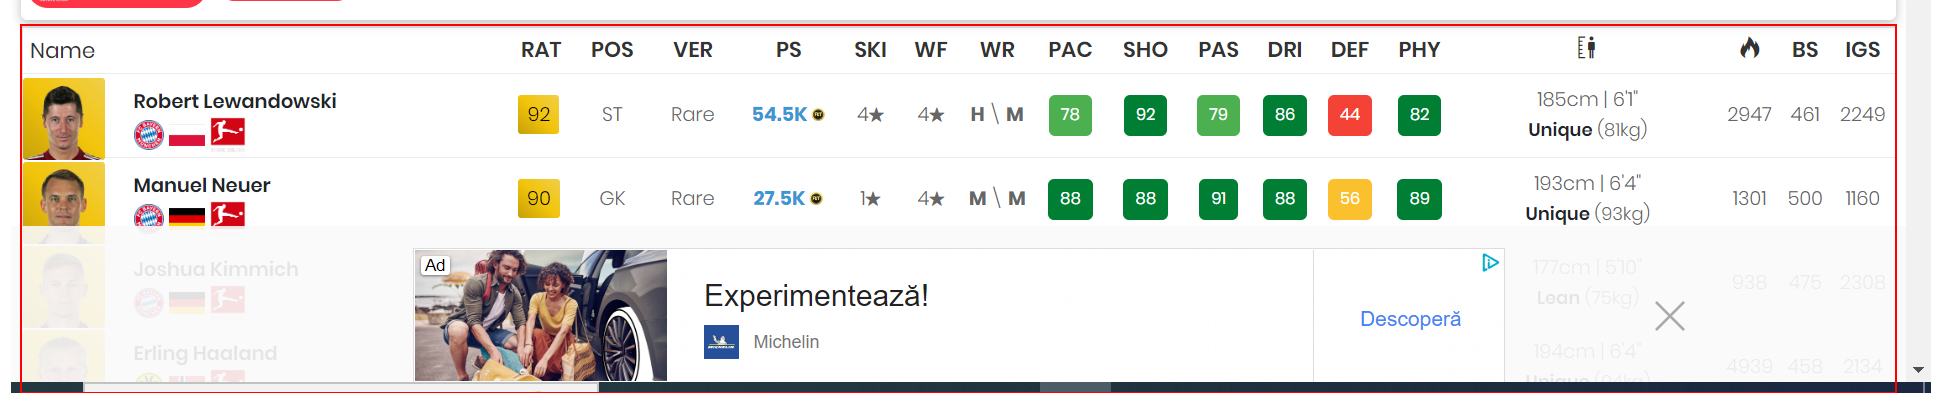 Name RAT POS VER PS SKI WF WR PAC SHO PAS DRI DEF PHY BS IGS
Robert Lewandowski
92 ST Rare 54.5K 4★ 4★ H \ M 78 92 79 86 44 82
185cm | 6'1"
Unique (81kg)
2947 461 2249
Manuel Neuer
90 GK Rare 27.5K 1★ 4★ M \ M 88 88 91 88 56 89
193cm | 6'4"
Unique (93kg)
1301 500 1160
Joshua Kimmich
177cm | 5'10"
Lean (75kg)
938 475 2308
Erling Haaland
194cm | 6'4"
Unique (94kg)
4939 458 2134
Ad
Experimentează!
Michelin
Descoperă